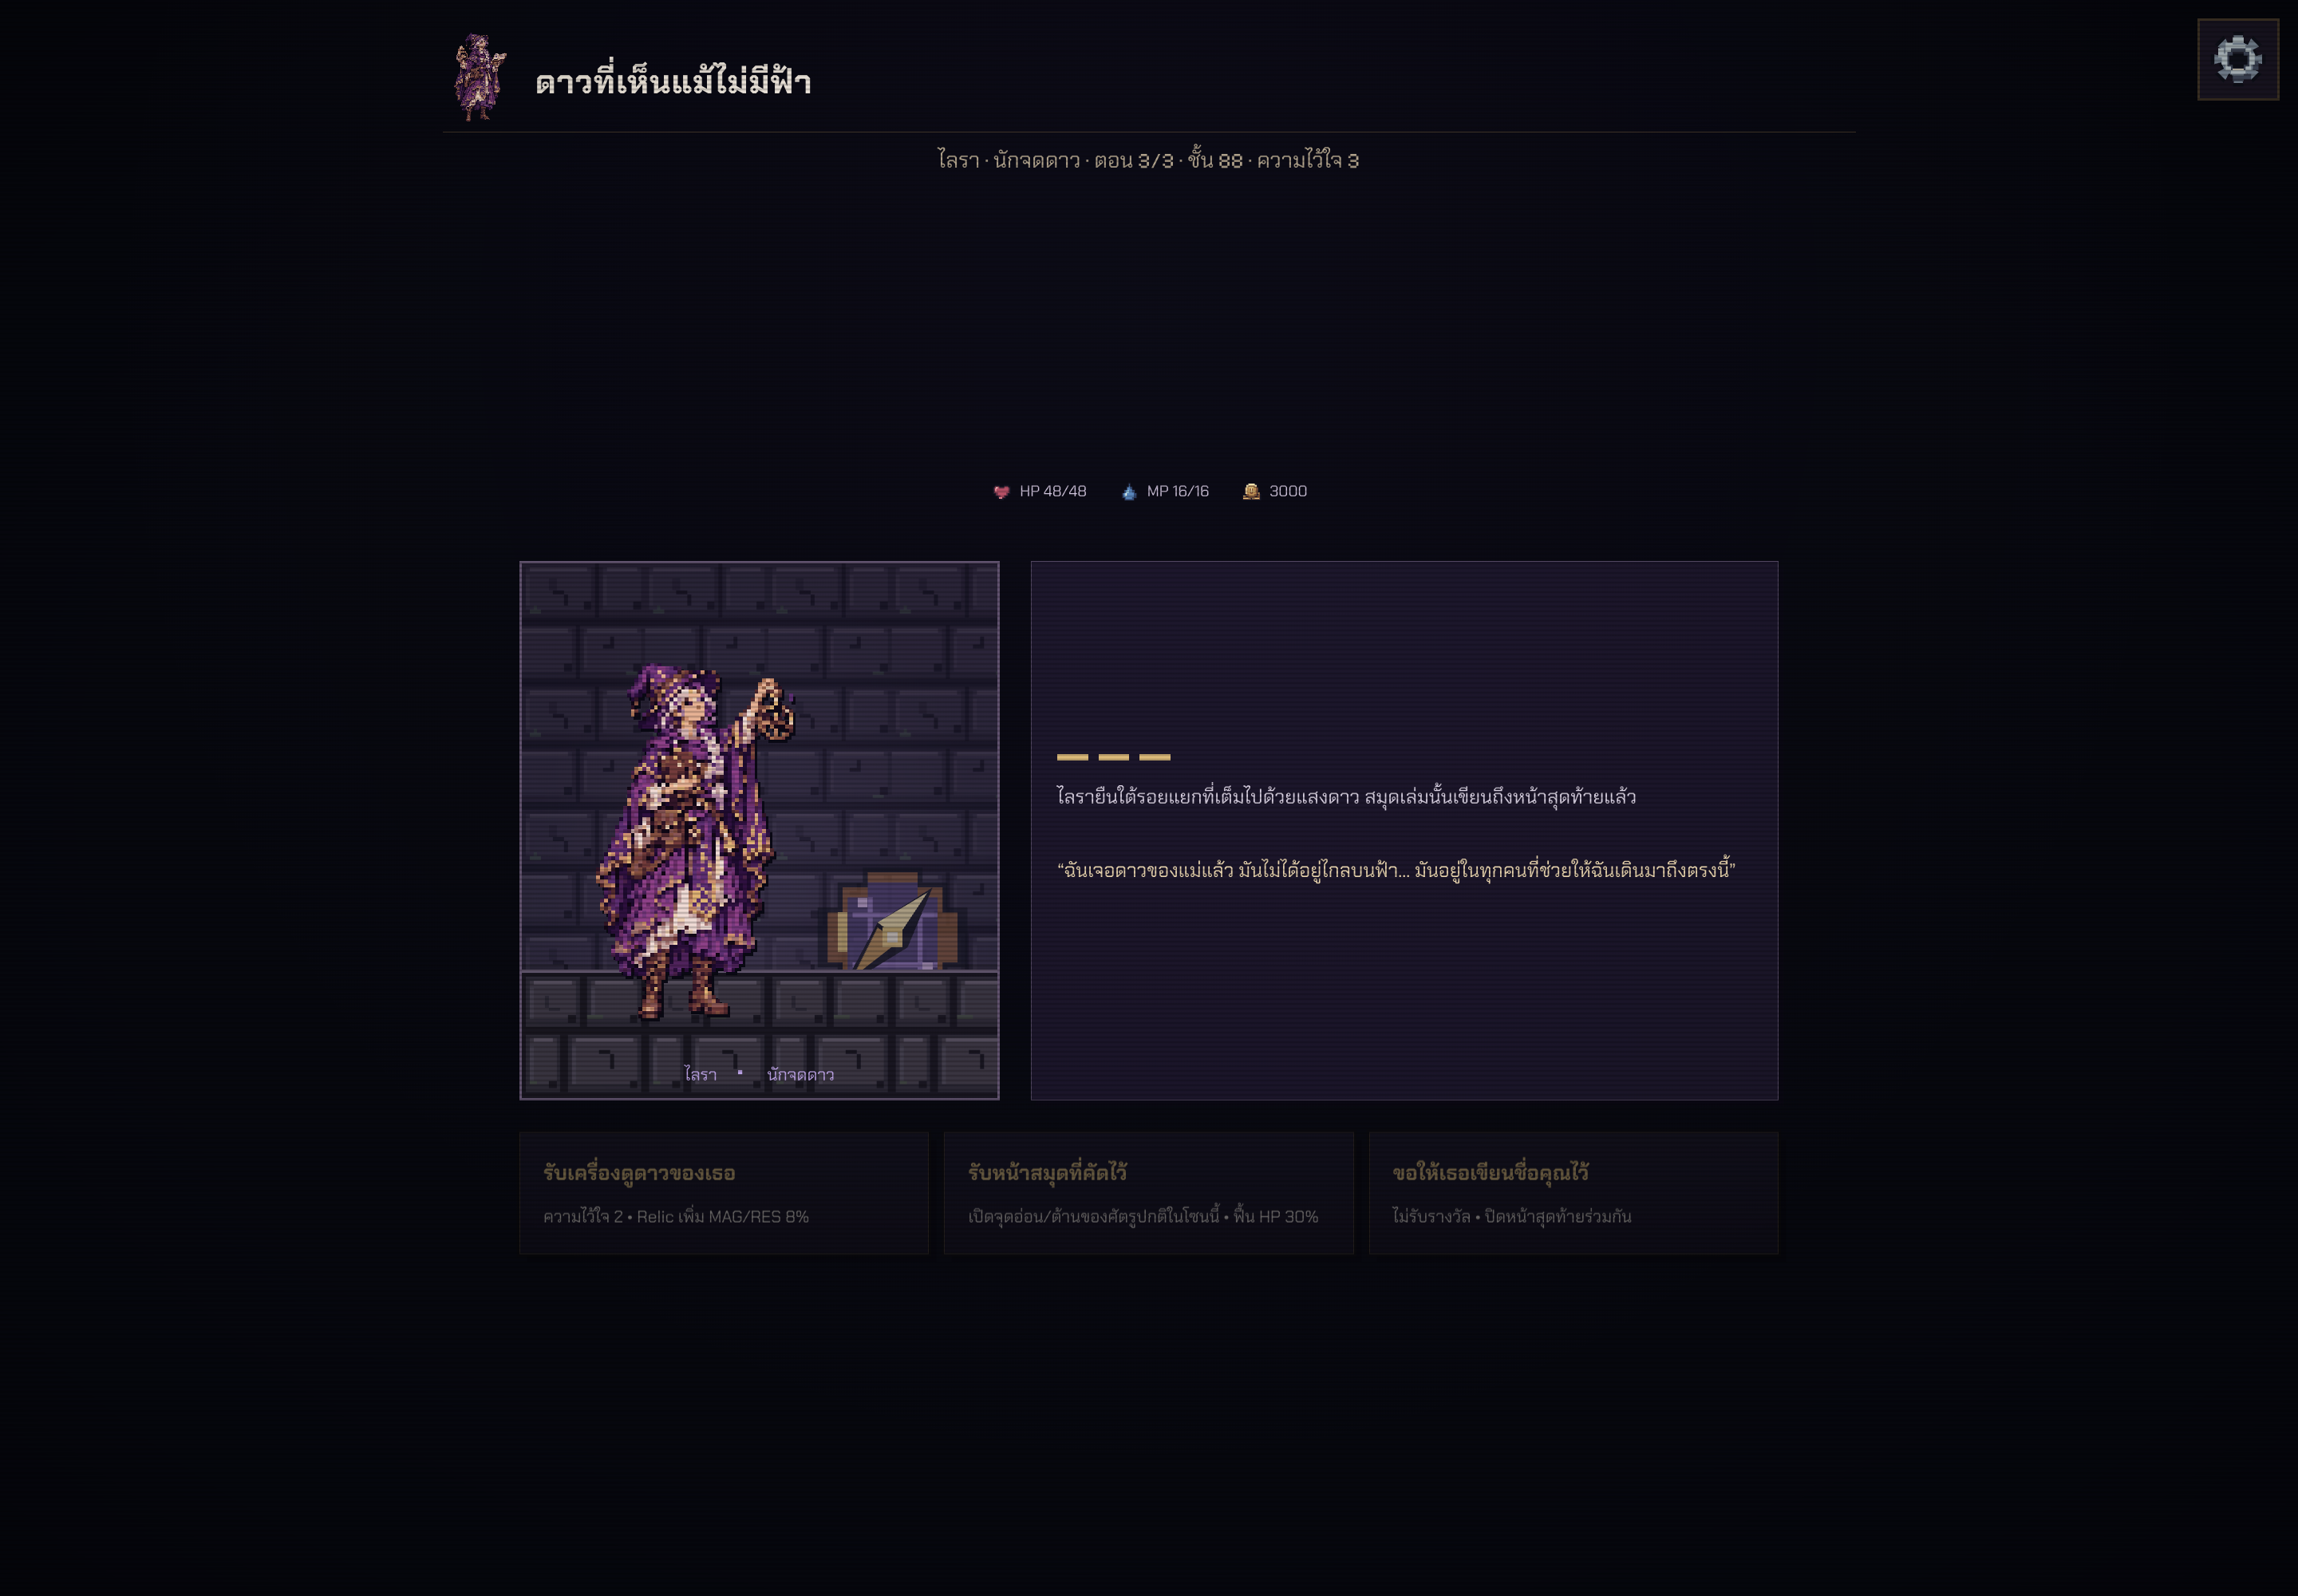 ดาวที่เห็นแม้ไม่มีฟ้า
ไลรา · นักจดดาว · ตอน 3/3 · ชั้น 88 · ความไว้ใจ 3
HP 48/48 MP 16/16 3000
ไลรายืนใต้รอยแยกที่เต็มไปด้วยแสงดาว สมุดเล่มนั้นเขียนถึงหน้าสุดท้ายแล้ว
“ฉันเจอดาวของแม่แล้ว มันไม่ได้อยู่ไกลบนฟ้า... มันอยู่ในทุกคนที่ช่วยให้ฉันเดินมาถึงตรงนี้”
ไลรา · นักจดดาว
รับเครื่องดูดาวของเธอ
ความไว้ใจ 2 • Relic เพิ่ม MAG/RES 8%
รับหน้าสมุดที่คัดไว้
เปิดจุดอ่อน/ต้านของศัตรูปกติในโซนนี้ • ฟื้น HP 30%
ขอให้เธอเขียนชื่อคุณไว้
ไม่รับรางวัล • ปิดหน้าสุดท้ายร่วมกัน